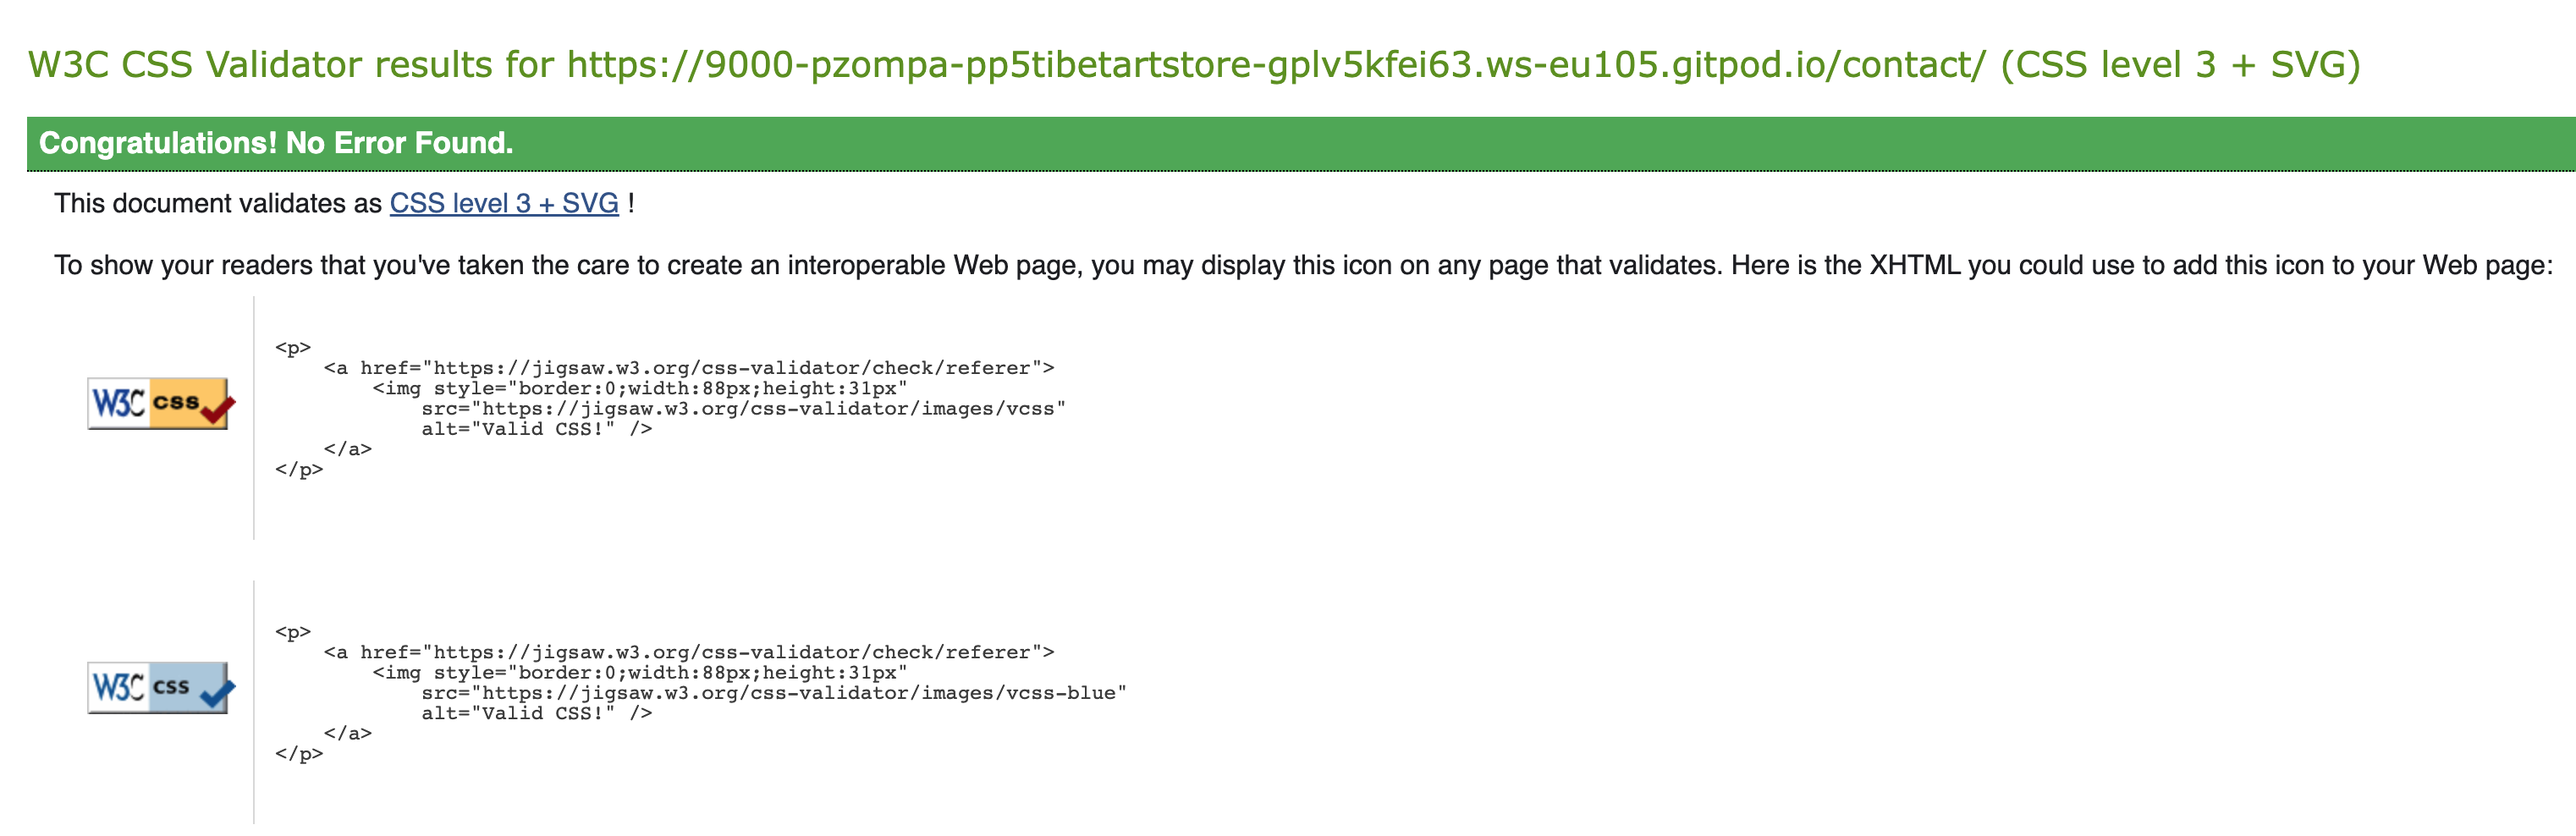 W3C CSS Validator results for https://9000-pzompa-pp5tibetartstore-gplv5kfei63.ws-eu105.gitpod.io/contact/ (CSS level 3 + SVG)
Congratulations! No Error Found.
This document validates as CSS level 3 + SVG !
To show your readers that you've taken the care to create an interoperable Web page, you may display this icon on any page that validates. Here is the XHTML you could use to add this icon to your Web page:
W3C css
<p>
    <a href="https://jigsaw.w3.org/css-validator/check/referer">
        <img style="border:0;width:88px;height:31px"
            src="https://jigsaw.w3.org/css-validator/images/vcss"
            alt="Valid CSS!" />
    </a>
</p>
W3C css
<p>
    <a href="https://jigsaw.w3.org/css-validator/check/referer">
        <img style="border:0;width:88px;height:31px"
            src="https://jigsaw.w3.org/css-validator/images/vcss-blue"
            alt="Valid CSS!" />
    </a>
</p>